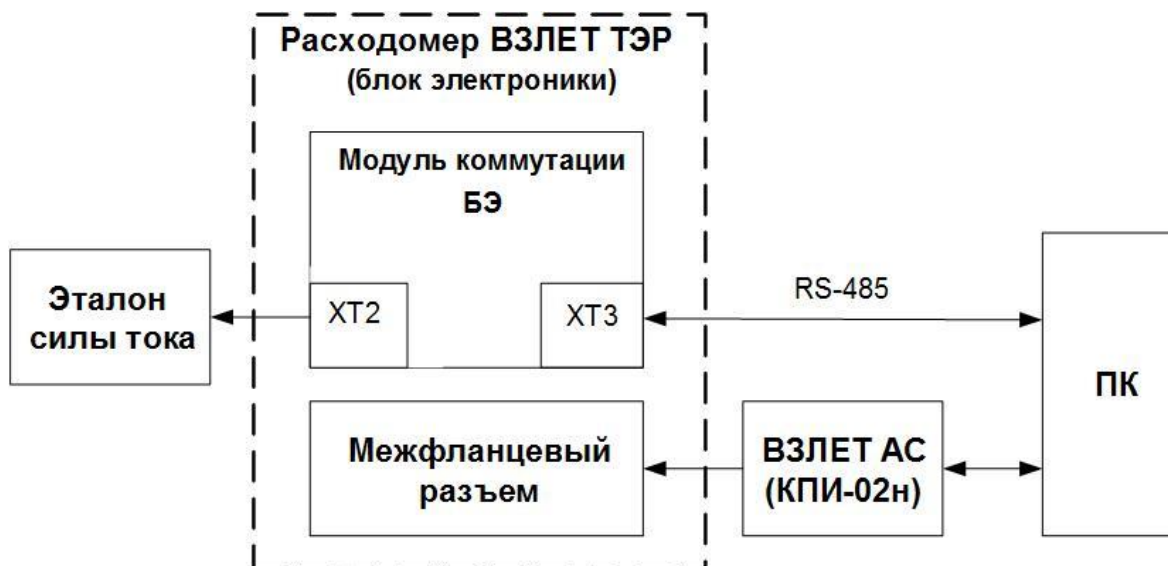 Расходомер ВЗЛЕТ ТЭР
(блок электроники)
Модуль коммутации
БЭ
Эталон
силы тока
XT2
XT3
RS-485
ПК
Межфланцевый
разъем
ВЗЛЕТ АС
(КПИ-02н)